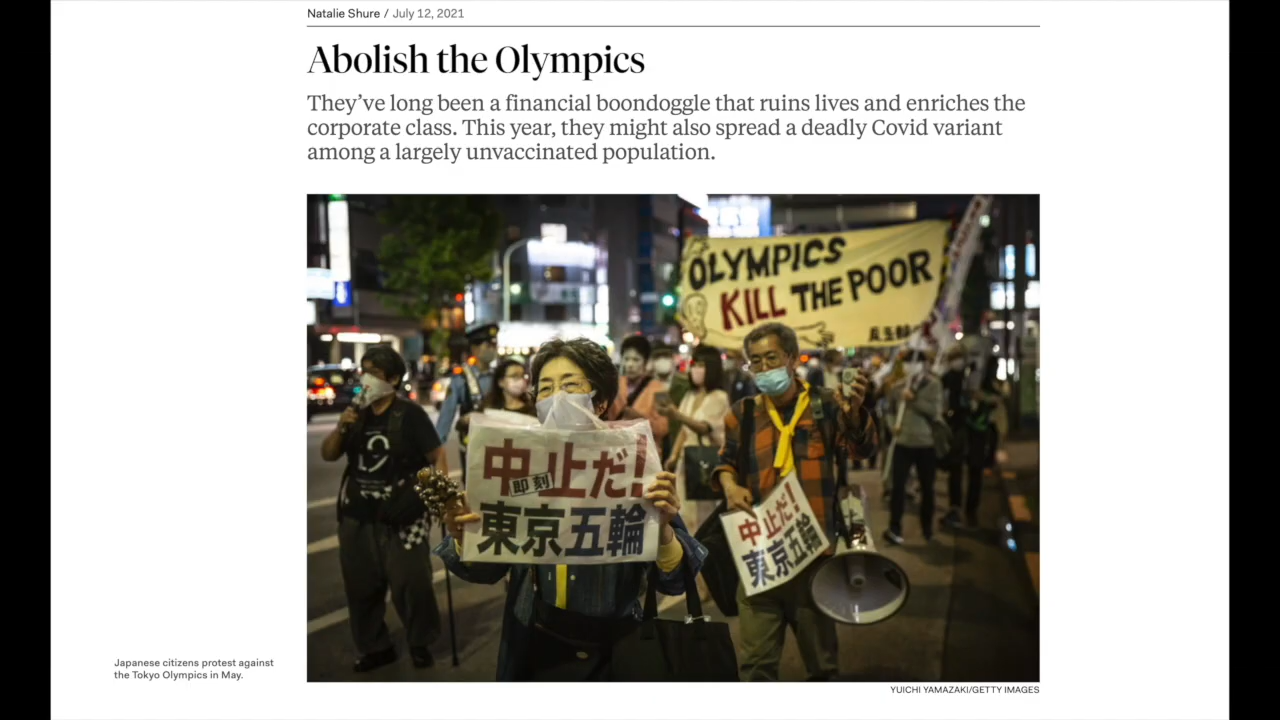 Natalie Shure / July 12, 2021
Abolish the Olympics
They’ve long been a financial boondoggle that ruins lives and enriches the
corporate class. This year, they might also spread a deadly Covid variant
among a largely unvaccinated population.
OLYMPICS
KILL THE POOR
中止だ!
即刻
東京五輪
中止だ!
東京五輪
Japanese citizens protest against
the Tokyo Olympics in May.
YUICHI YAMAZAKI/GETTY IMAGES